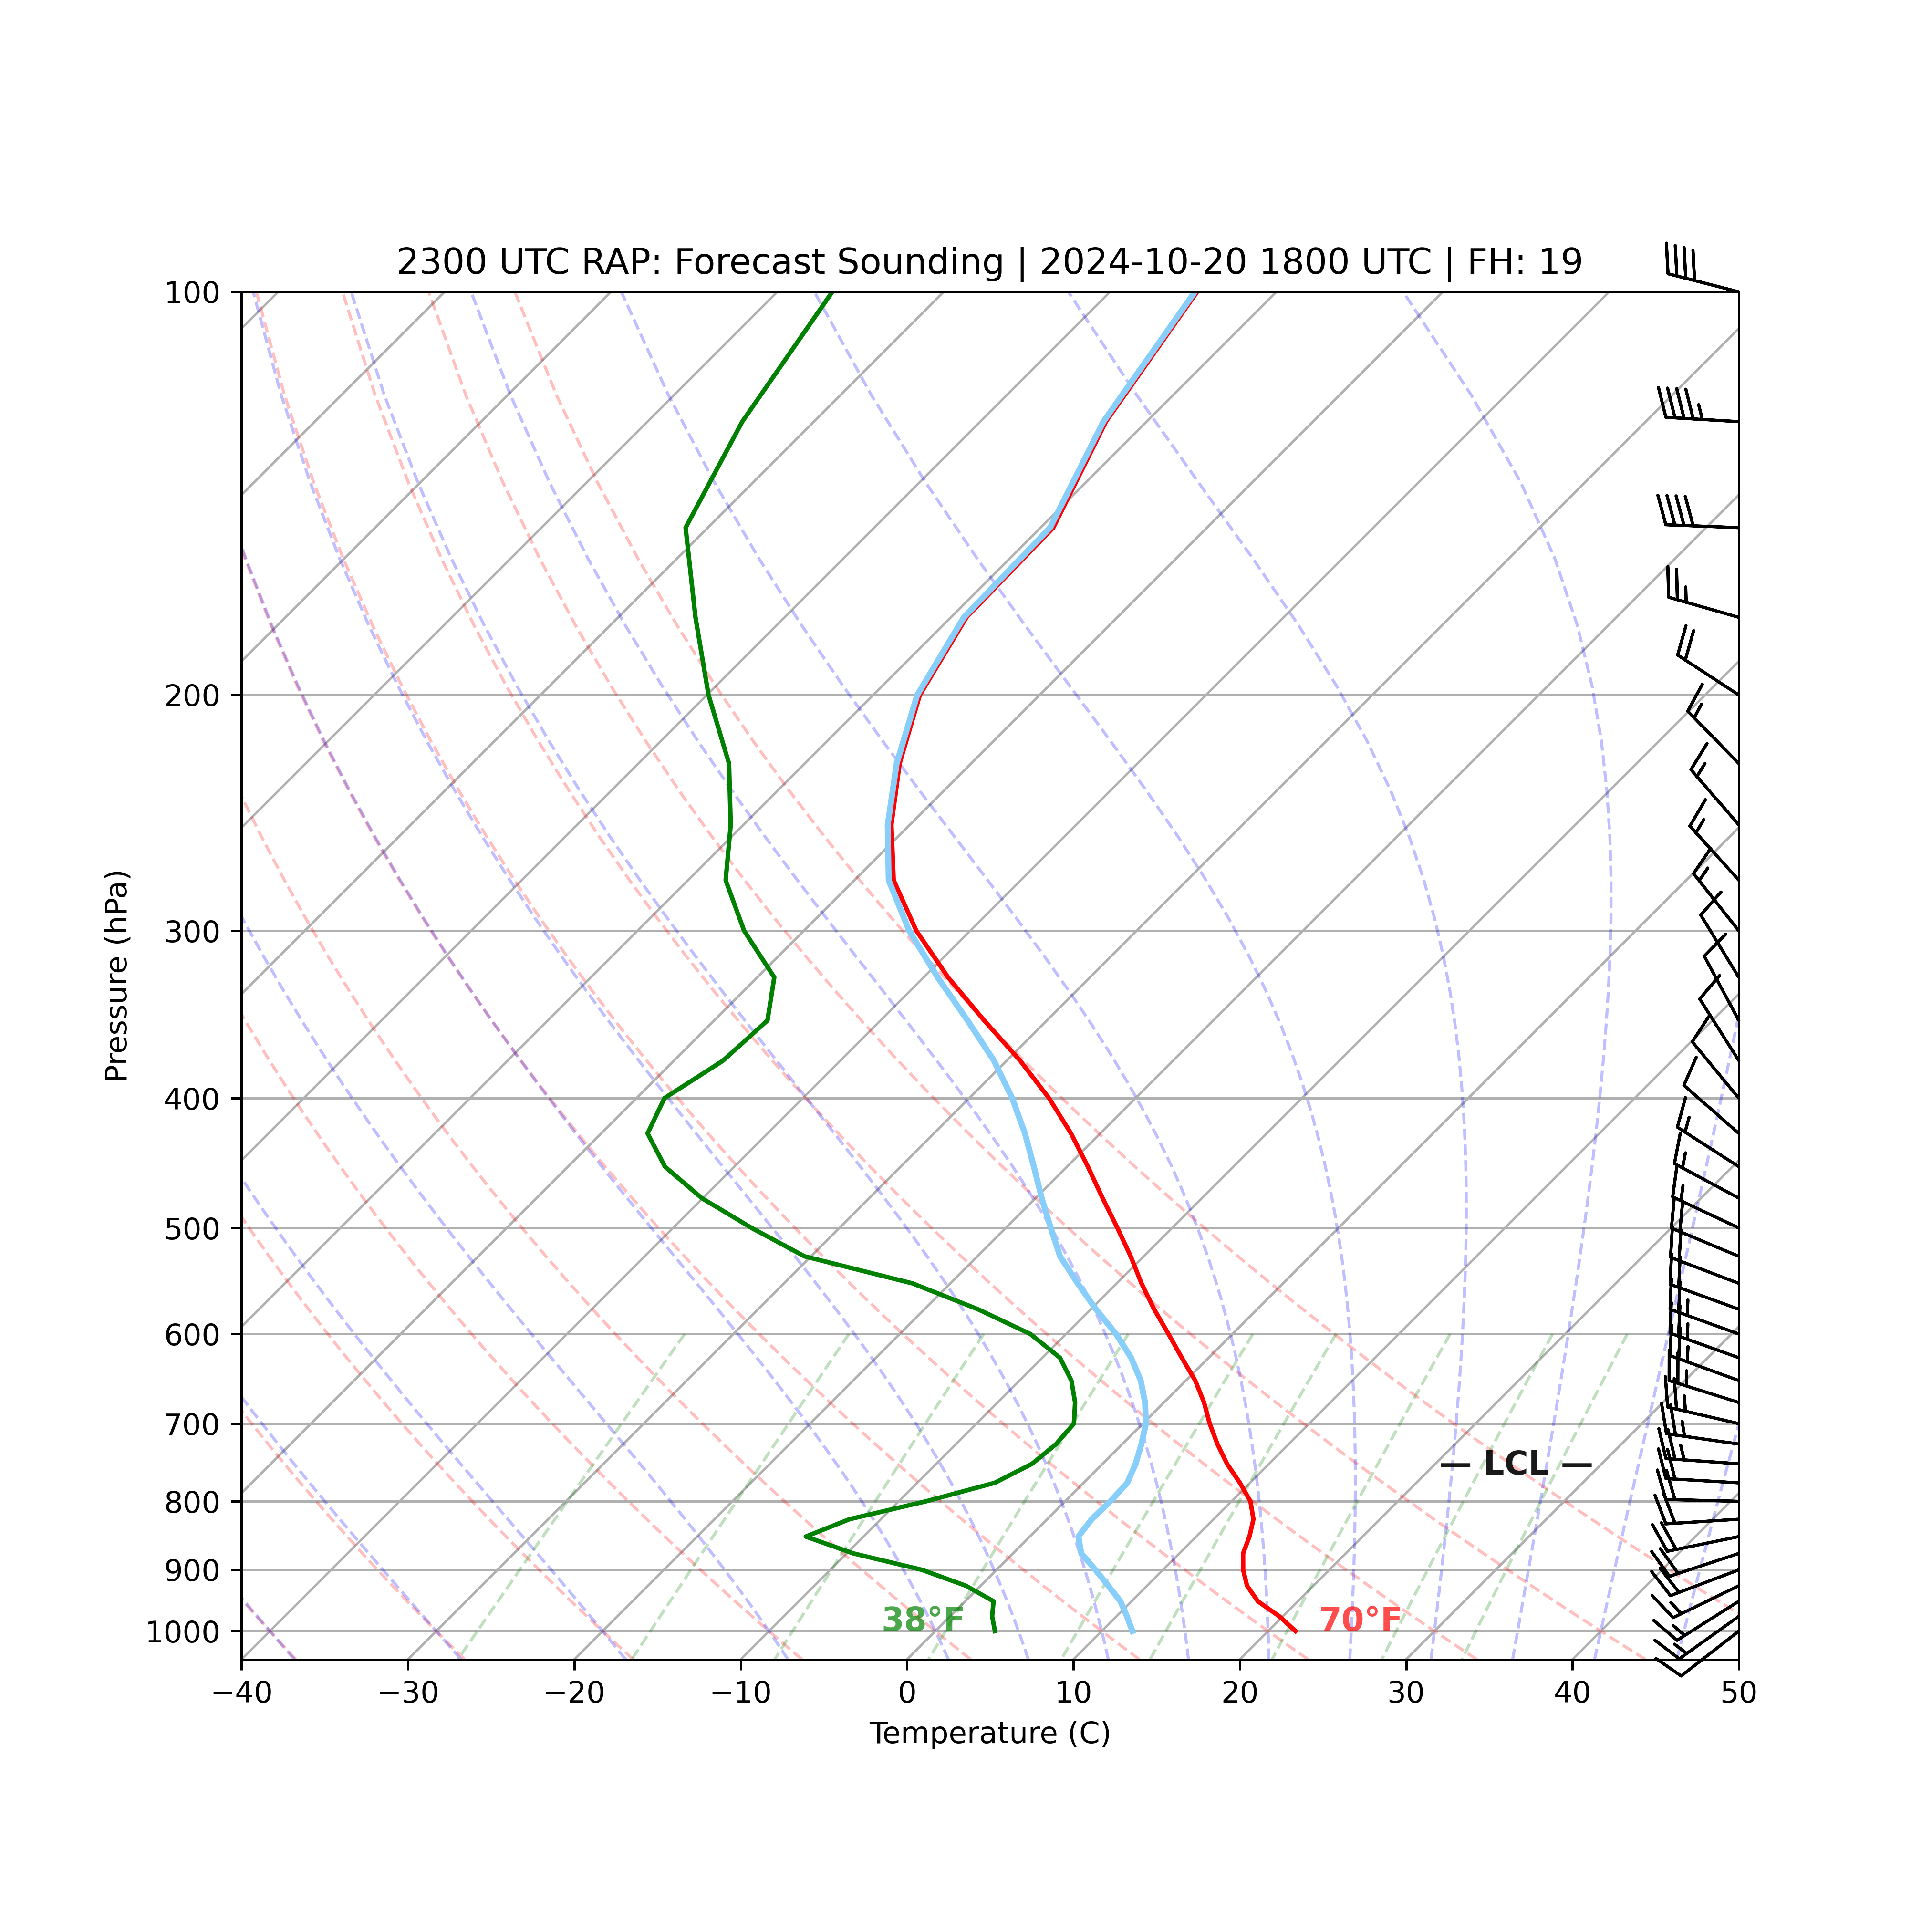 2300 UTC RAP: Forecast Sounding | 2024-10-20 1800 UTC | FH: 19
100
200
300
400
500
600
700
800
900
1000
Pressure (hPa)
— LCL —
38°F
70°F
−40 −30 −20 −10 0 10 20 30 40 50
Temperature (C)